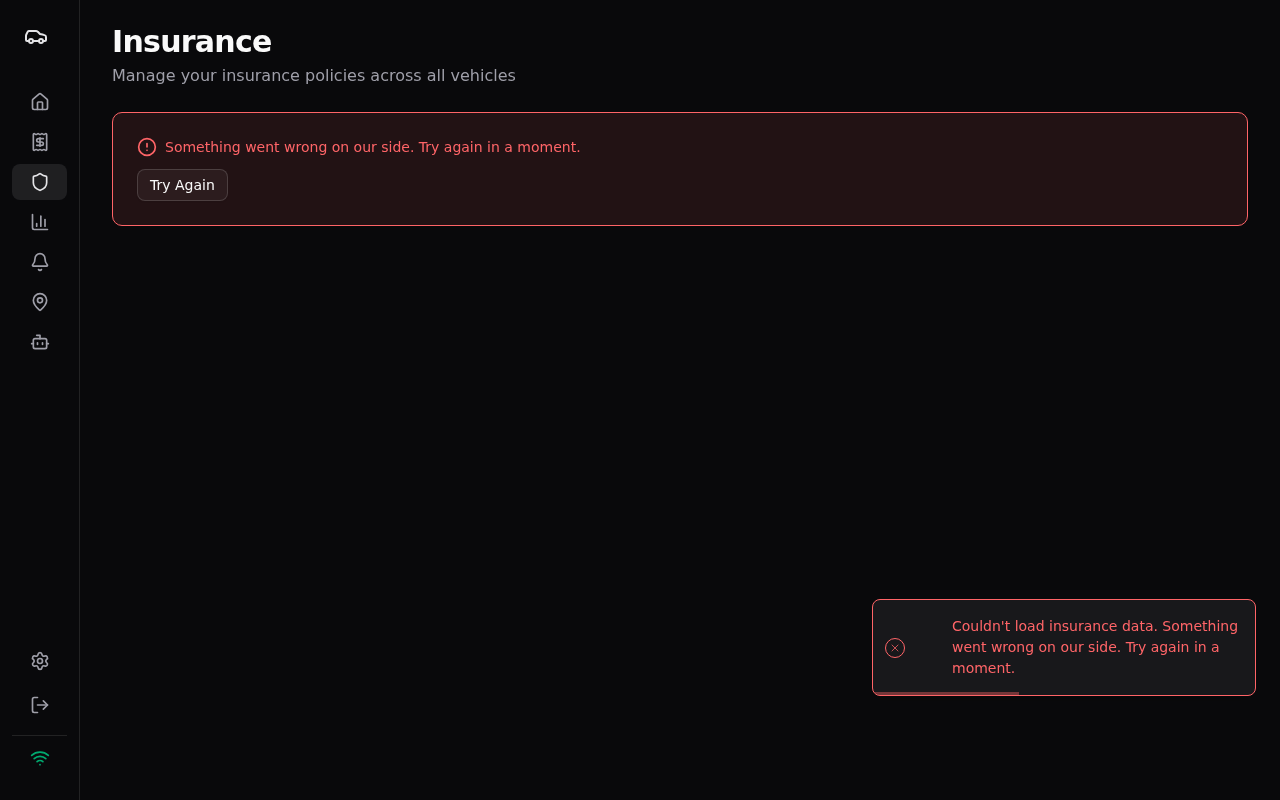 Insurance
Manage your insurance policies across all vehicles
Something went wrong on our side. Try again in a moment.
Try Again
Couldn't load insurance data. Something
went wrong on our side. Try again in a
moment.